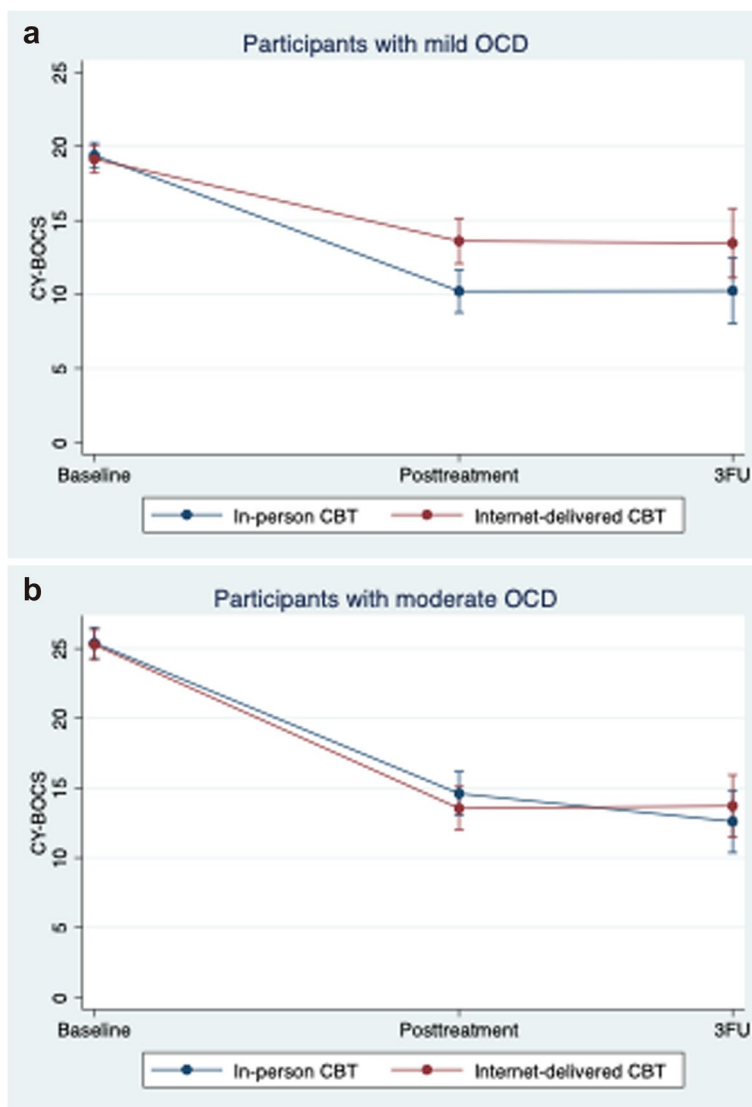 a
Participants with mild OCD
25
20
15
10
5
0
CY-BOCS
Baseline Posttreatment 3FU
In-person CBT Internet-delivered CBT
b
Participants with moderate OCD
25
20
15
10
5
0
CY-BOCS
Baseline Posttreatment 3FU
In-person CBT Internet-delivered CBT